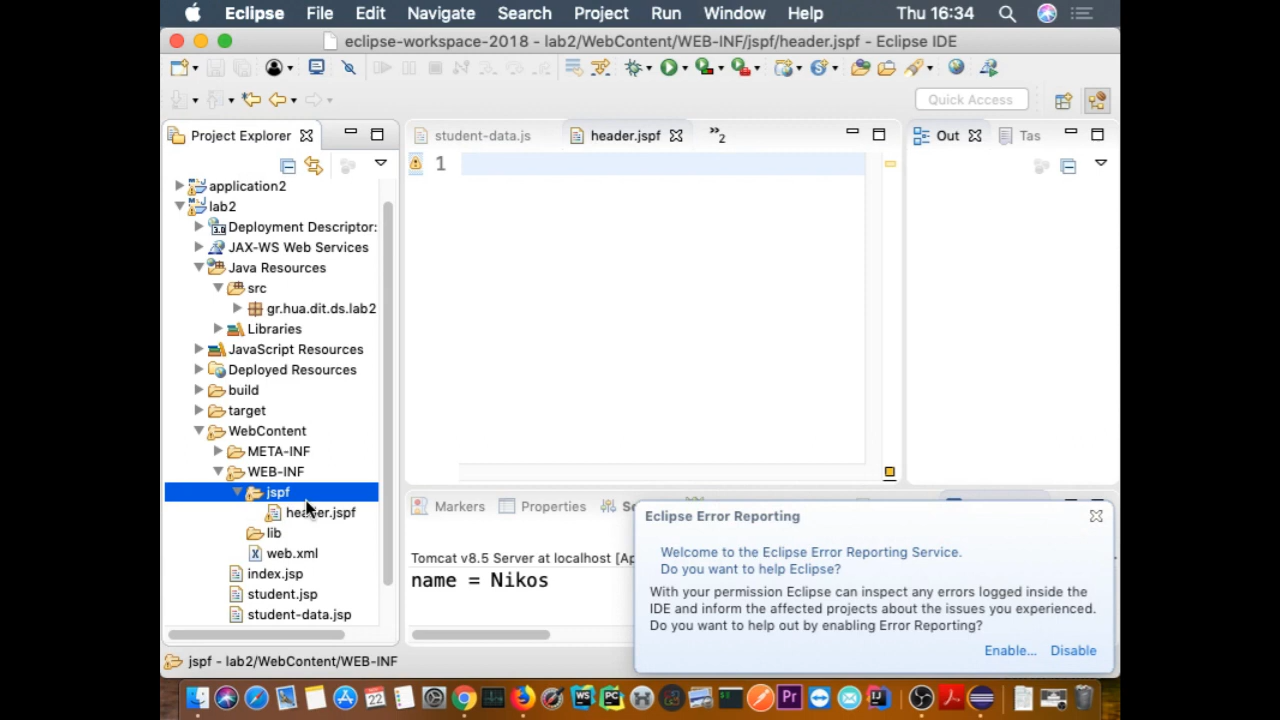 Eclipse File Edit Navigate Search Project Run Window Help Thu 16:34
eclipse-workspace-2018 - lab2/WebContent/WEB-INF/jspf/header.jspf - Eclipse IDE
Quick Access
Project Explorer
student-data.js
header.jspf
2
Out
Tas
1
application2
lab2
Deployment Descriptor:
JAX-WS Web Services
Java Resources
src
gr.hua.dit.ds.lab2
Libraries
JavaScript Resources
Deployed Resources
build
target
WebContent
META-INF
WEB-INF
jspf
header.jspf
lib
web.xml
index.jsp
student.jsp
student-data.jsp
Markers
Properties
Se
Tomcat v8.5 Server at localhost [Ap
name = Nikos
Eclipse Error Reporting
Welcome to the Eclipse Error Reporting Service.
Do you want to help Eclipse?
With your permission Eclipse can inspect any errors logged inside the
IDE and inform the affected projects about the issues you experienced.
Do you want to help out by enabling Error Reporting?
Enable... Disable
jspf - lab2/WebContent/WEB-INF
22
WS
PC
Pr
IJ